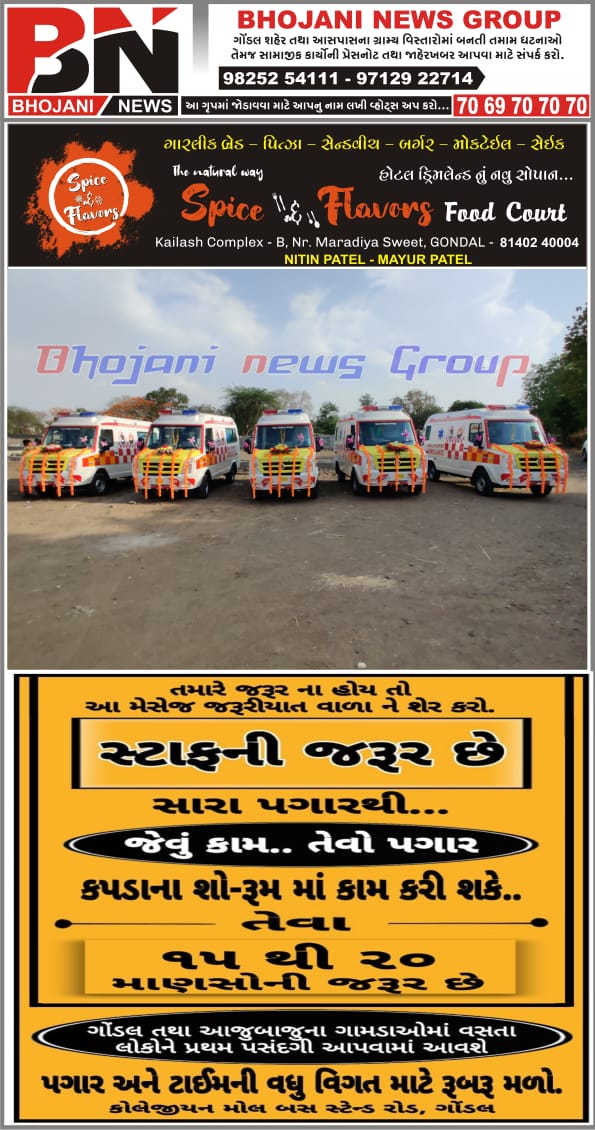 BN
BHOJANI NEWS
BHOJANI NEWS GROUP
ગોંડલ શહેર તથા આસપાસના ગ્રામ્ય વિસ્તારોમાં બનતી તમામ ઘટનાઓ
તેમજ સામાજીક કાર્યોની પ્રેસનોટ તથા જાહેરખબર આપવા માટે સંપર્ક કરો.
98252 54111 - 97129 22714
આ ગૃપમાં જોડાવવા માટે આપનુ નામ લખી વ્હોટ્સ અપ કરો... 70 69 70 70 70
ગારલીક બ્રેડ – પિત્ઝા – સેન્ડવીચ – બર્ગર – મોકટેઈલ – સેઈક
The natural way
હોટલ ડ્રિમલેન્ડ નું નવુ સોપાન...
Spice & Flavors
Spice & Flavors Food Court
Kailash Complex - B, Nr. Maradiya Sweet, GONDAL - 81402 40004
NITIN PATEL - MAYUR PATEL
Bhojani news Group
તમારે જરૂર ના હોય તો
આ મેસેજ જરૂરીયાત વાળા ને શેર કરો.
સ્ટાફની જરૂર છે
સારા પગારથી...
જેવું કામ.. તેવો પગાર
કપડાના શો-રૂમ માં કામ કરી શકે..
તેવા
૧૫ થી ૨૦
માણસોની જરૂર છે
ગોંડલ તથા આજુબાજુના ગામડાઓમાં વસતા
લોકોને પ્રથમ પસંદગી આપવામાં આવશે
પગાર અને ટાઈમની વધુ વિગત માટે રૂબરૂ મળો.
કોલેજીયન મોલ બસ સ્ટેન્ડ રોડ, ગોંડલ